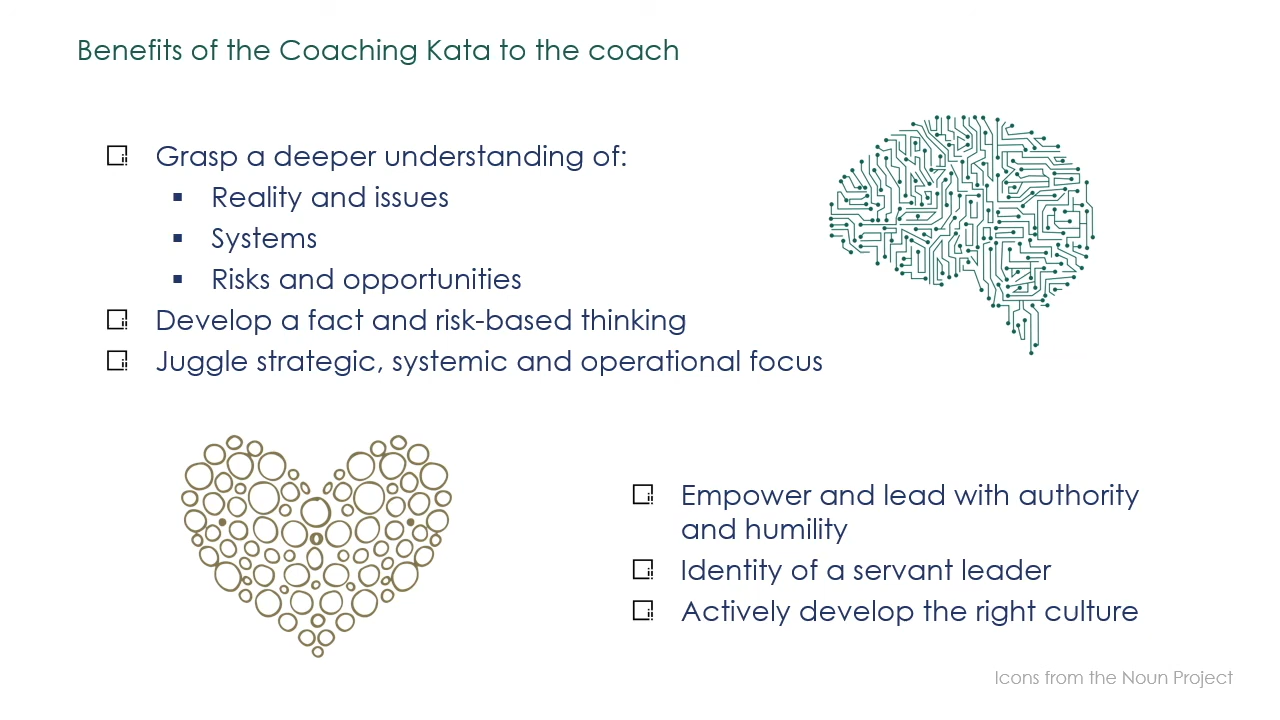 Benefits of the Coaching Kata to the coach
Grasp a deeper understanding of:
Reality and issues
Systems
Risks and opportunities
Develop a fact and risk-based thinking
Juggle strategic, systemic and operational focus
Empower and lead with authority
and humility
Identity of a servant leader
Actively develop the right culture
Icons from the Noun Project